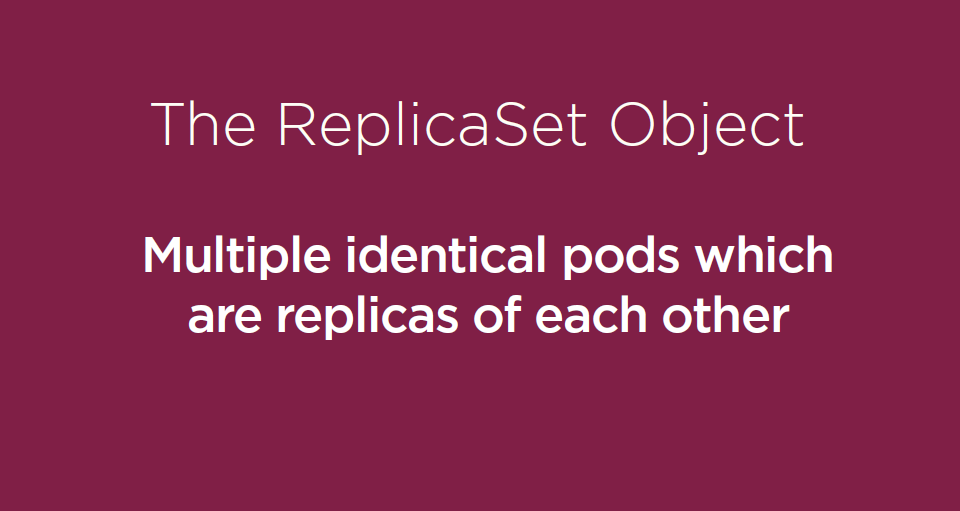 The ReplicaSet Object
Multiple identical pods which
are replicas of each other